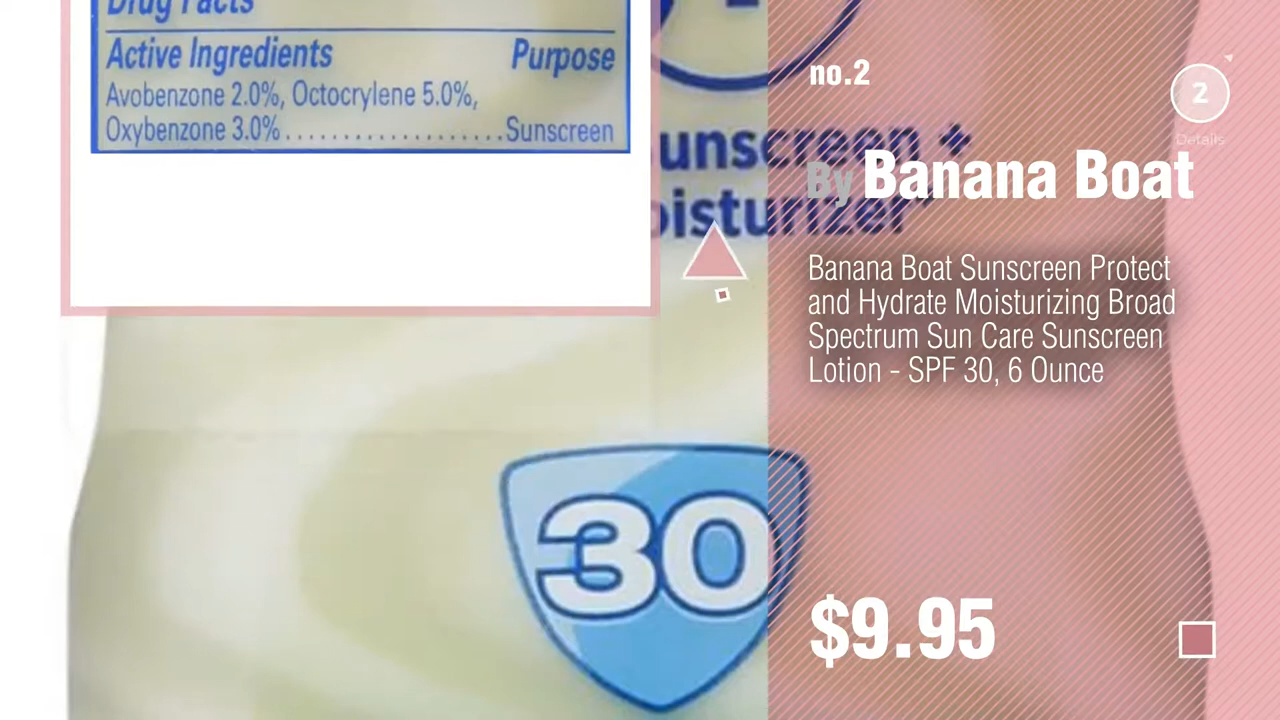 Drug Facts
Active Ingredients Purpose
Avobenzone 2.0%, Octocrylene 5.0%,
Oxybenzone 3.0%....................Sunscreen
unscreen +
oisturizer
30
no.2
2
Details
By Banana Boat
Banana Boat Sunscreen Protect
and Hydrate Moisturizing Broad
Spectrum Sun Care Sunscreen
Lotion - SPF 30, 6 Ounce
$9.95